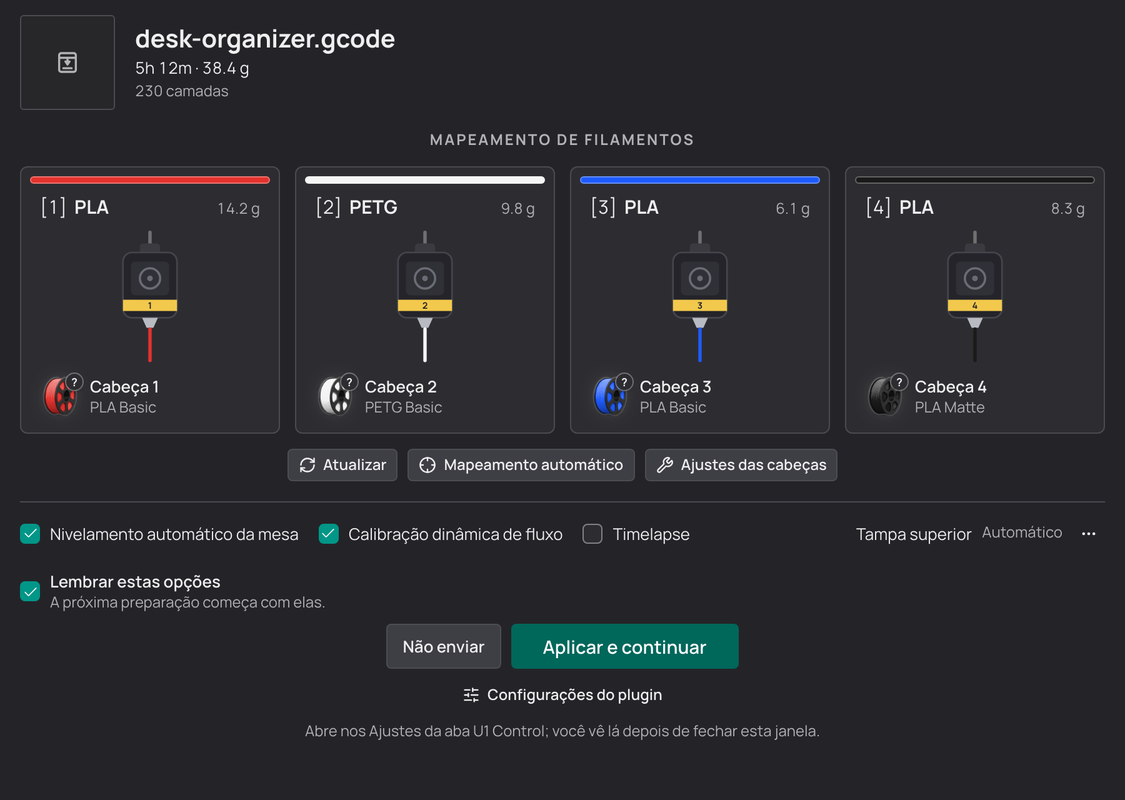 desk-organizer.gcode
5h 12m · 38.4 g
230 camadas
MAPEAMENTO DE FILAMENTOS
[1] PLA 14.2 g
1
?
Cabeça 1
PLA Basic
[2] PETG 9.8 g
2
?
Cabeça 2
PETG Basic
[3] PLA 6.1 g
3
?
Cabeça 3
PLA Basic
[4] PLA 8.3 g
4
?
Cabeça 4
PLA Matte
Atualizar
Mapeamento automático
Ajustes das cabeças
Nivelamento automático da mesa
Calibração dinâmica de fluxo
Timelapse
Tampa superior Automático ...
Lembrar estas opções
A próxima preparação começa com elas.
Não enviar
Aplicar e continuar
Configurações do plugin
Abre nos Ajustes da aba U1 Control; você vê lá depois de fechar esta janela.